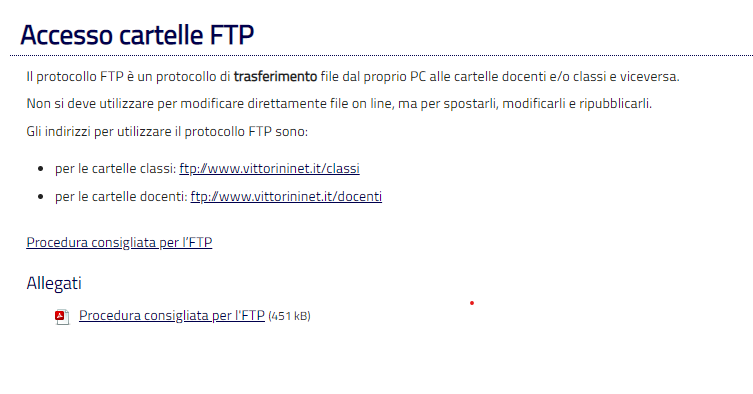 Accesso cartelle FTP
Il protocollo FTP è un protocollo di trasferimento file dal proprio PC alle cartelle docenti e/o classi e viceversa.
Non si deve utilizzare per modificare direttamente file on line, ma per spostarli, modificarli e ripubblicarli.
Gli indirizzi per utilizzare il protocollo FTP sono:
• per le cartelle classi: ftp://www.vittorininet.it/classi
• per le cartelle docenti: ftp://www.vittorininet.it/docenti
Procedura consigliata per l’FTP
Allegati
Procedura consigliata per l'FTP (451 kB)